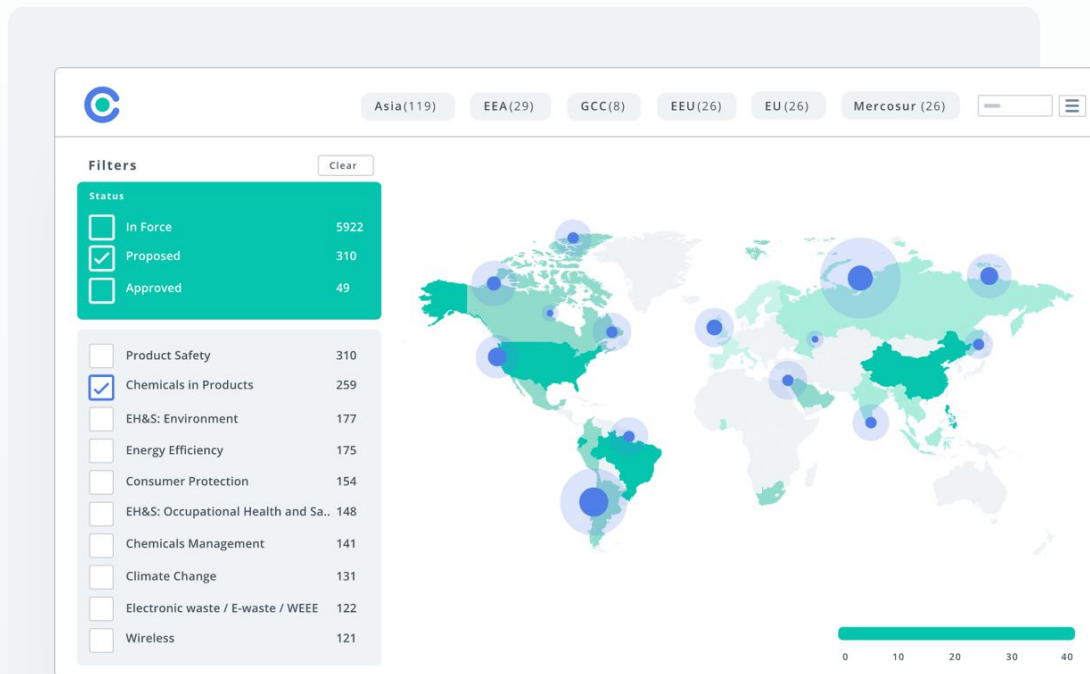 Asia(119) EEA(29) GCC(8) EEU(26) EU(26) Mercosur (26)
Filters Clear
Status
In Force 5922
Proposed 310
Approved 49
Product Safety 310
Chemicals in Products 259
EH&S: Environment 177
Energy Efficiency 175
Consumer Protection 154
EH&S: Occupational Health and Sa.. 148
Chemicals Management 141
Climate Change 131
Electronic waste / E-waste / WEEE 122
Wireless 121
0 10 20 30 40